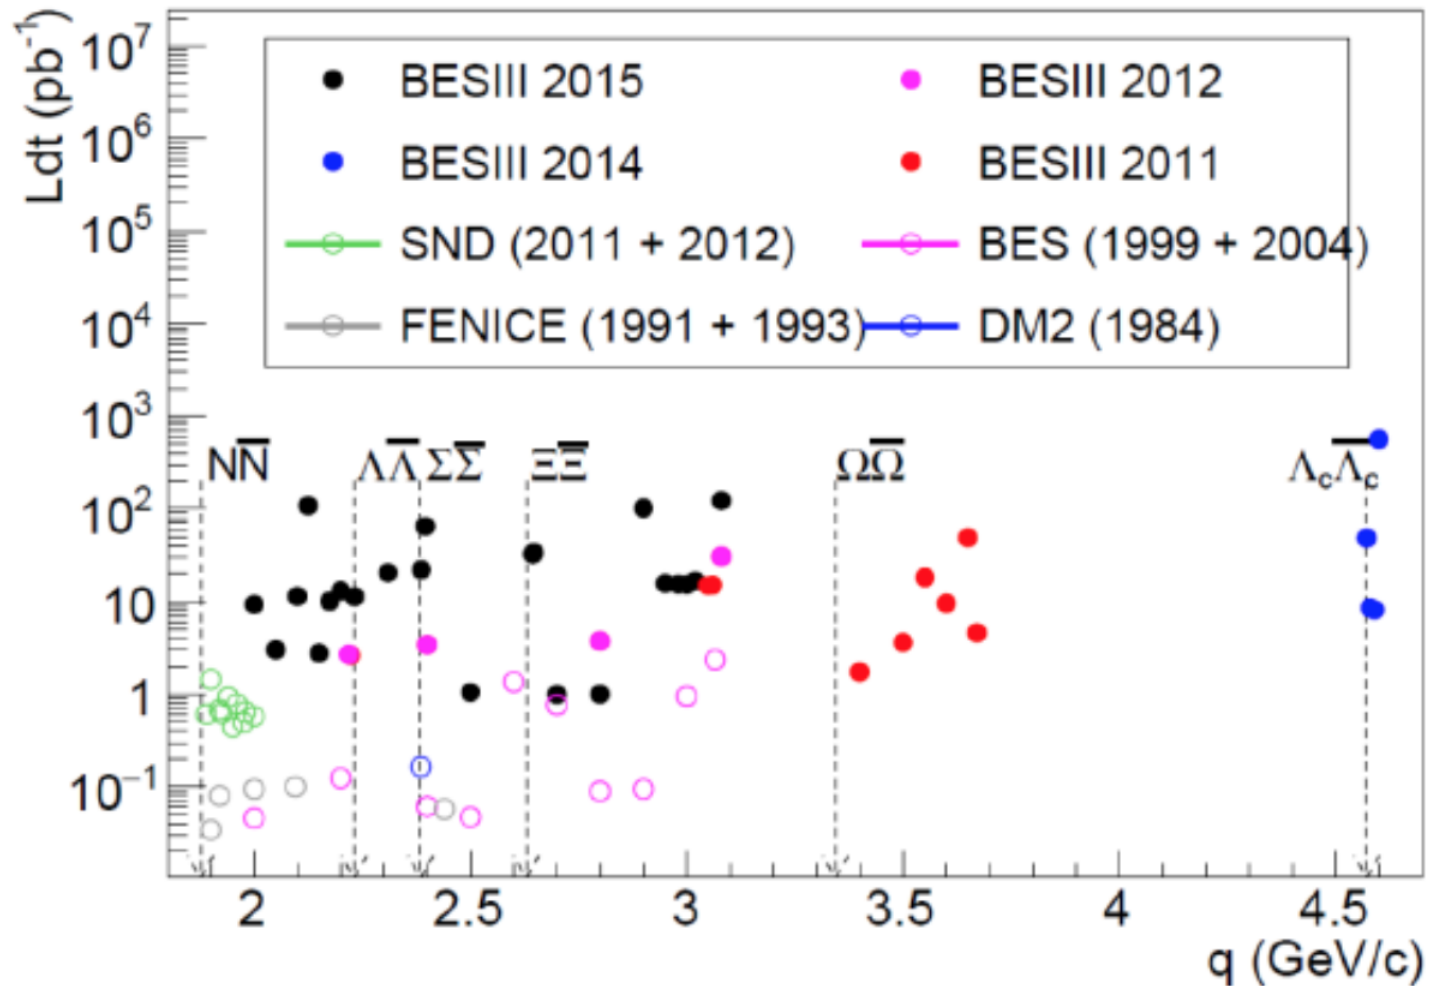 Ldt (pb⁻¹)
10⁷
10⁶
10⁵
10⁴
10³
10²
10
1
10⁻¹
BESIII 2015
BESIII 2012
BESIII 2014
BESIII 2011
SND (2011 + 2012)
BES (1999 + 2004)
FENICE (1991 + 1993)
DM2 (1984)
NN̅
ΛΛ̅
ΣΣ̅
ΞΞ̅
ΩΩ̅
Λ_cΛ̅_c
2
2.5
3
3.5
4
4.5
q (GeV/c)